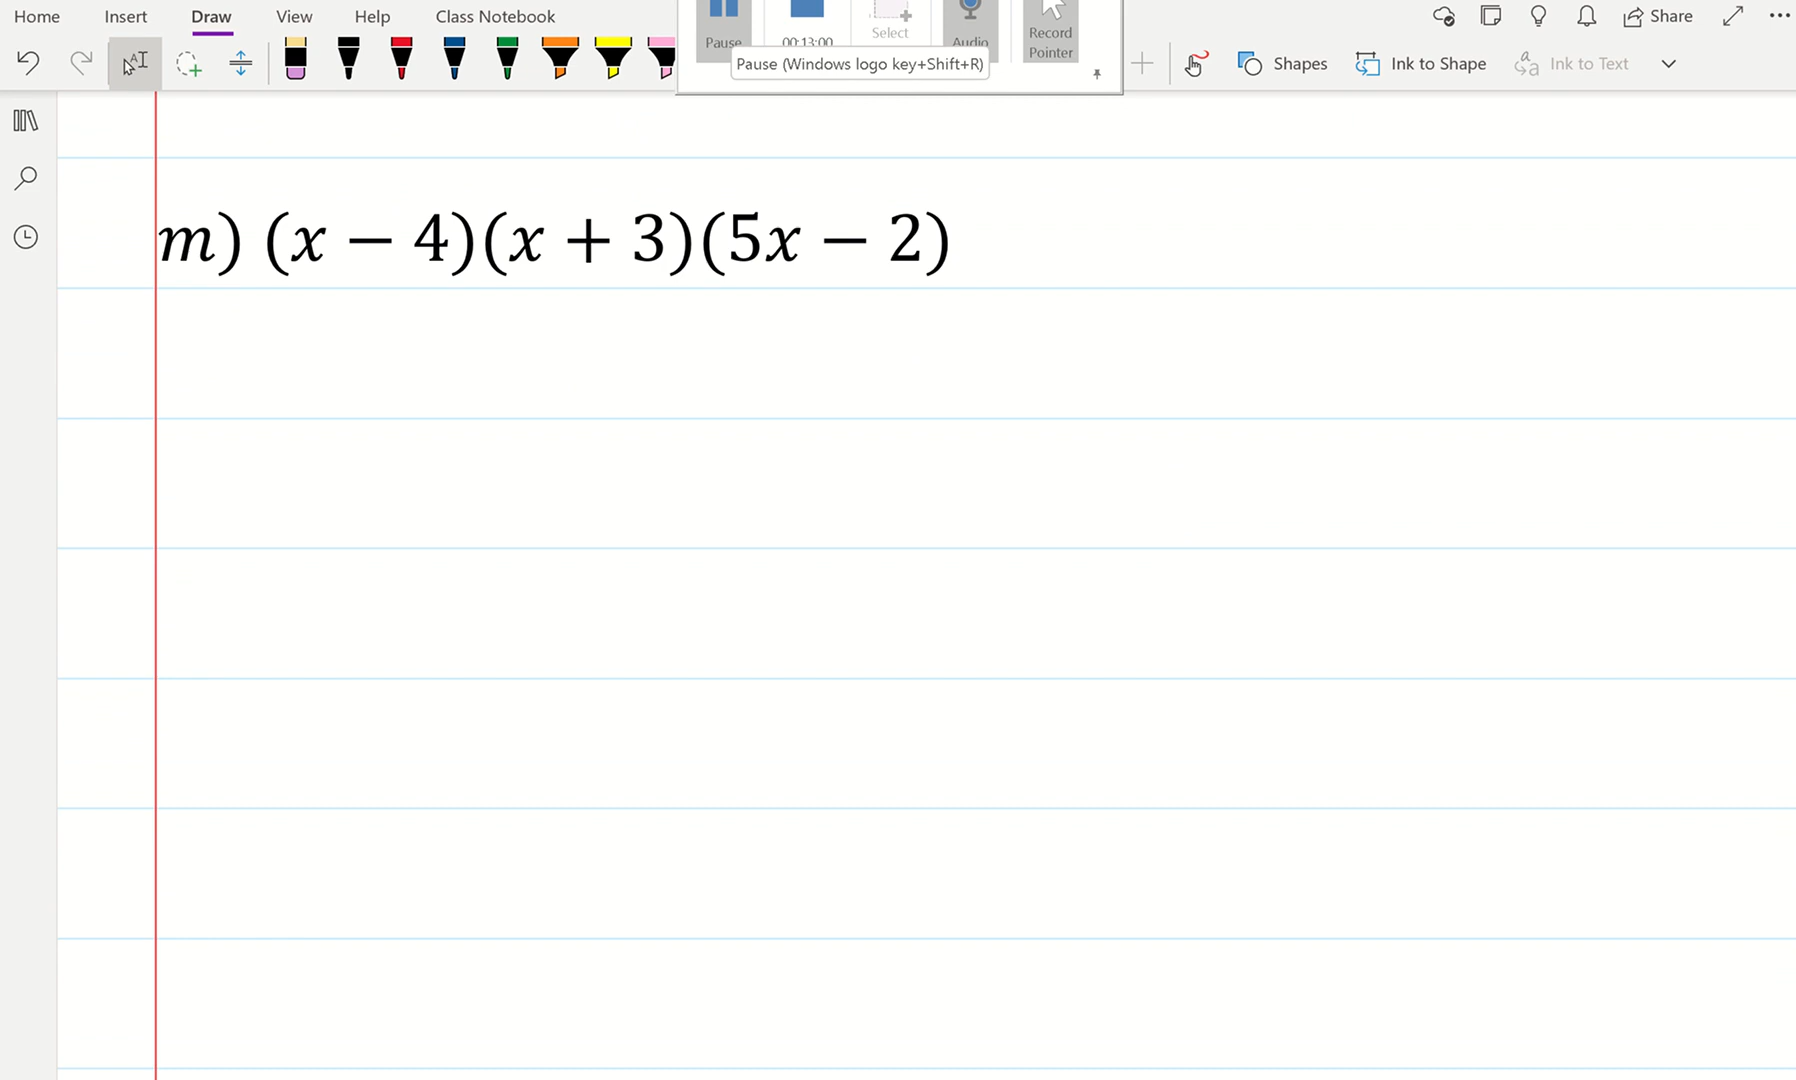 Home Insert Draw View Help Class Notebook
Share
Pause 00:13:00 Select Audio Record Pointer
Pause (Windows logo key+Shift+R)
Shapes Ink to Shape Ink to Text
m) (x − 4)(x + 3)(5x − 2)